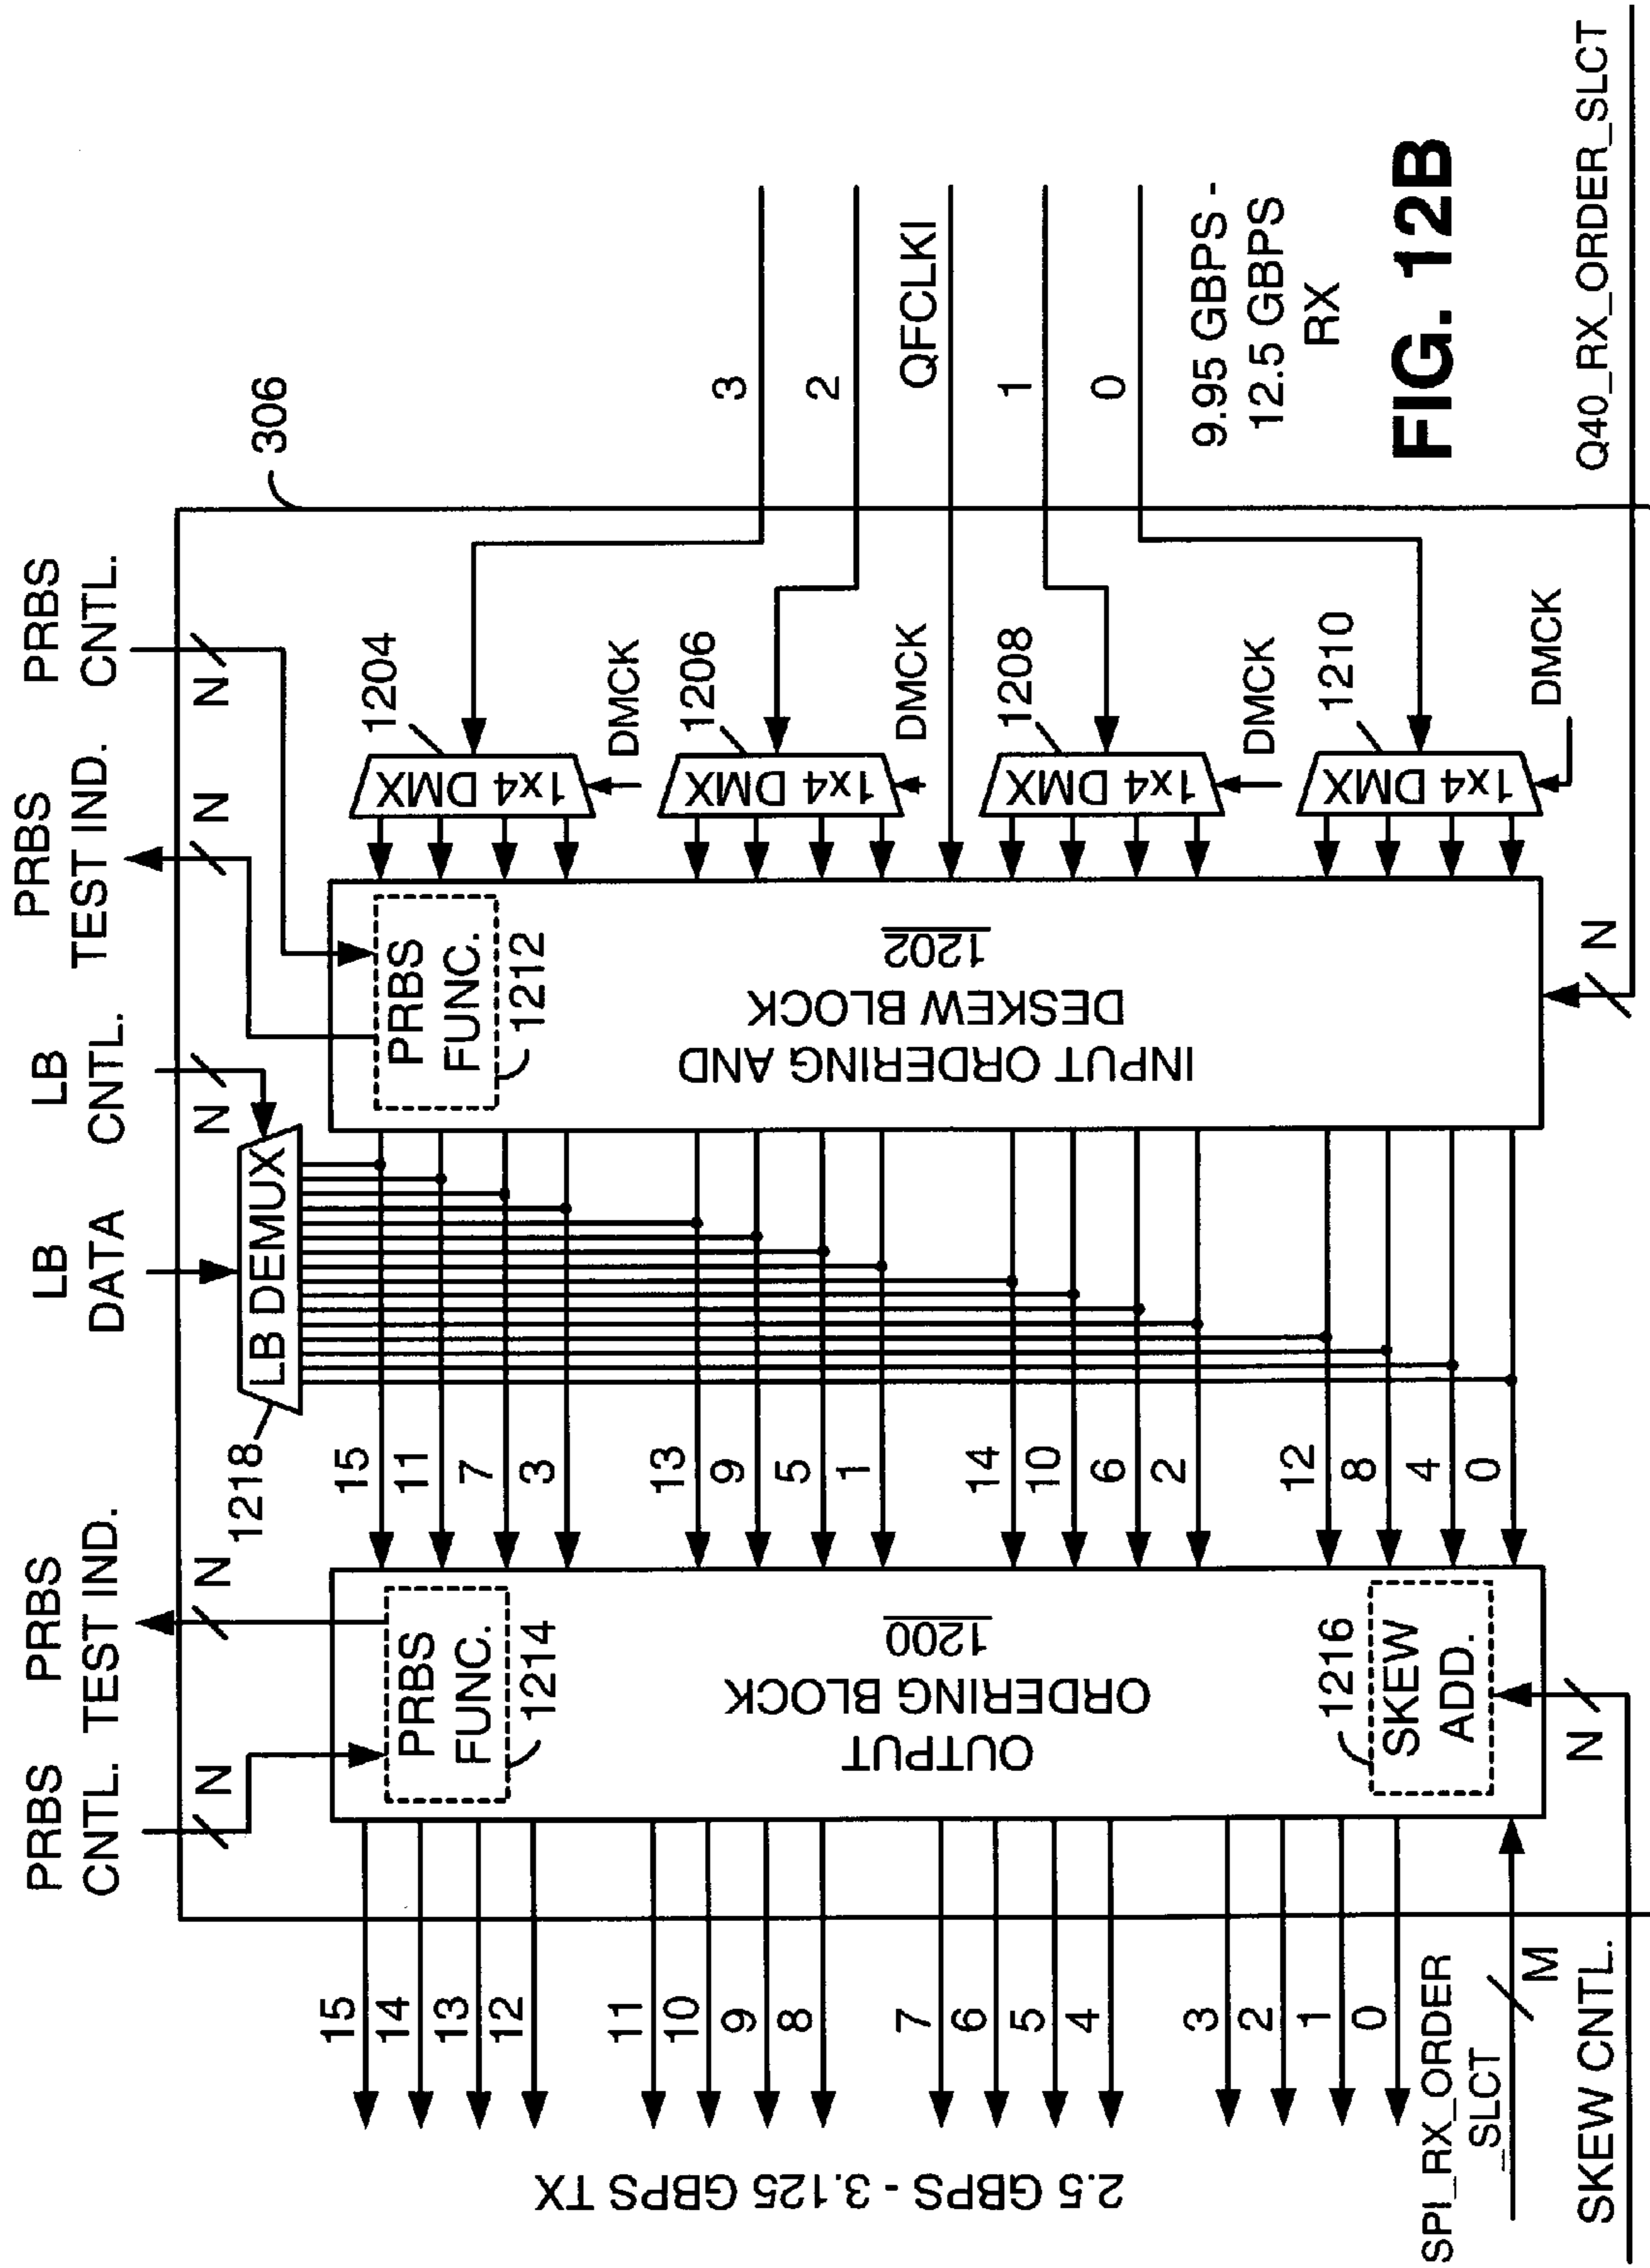 PRBS
CNTL.
PRBS
TEST IND.
LB
DATA
LB
CNTL.
PRBS
TEST IND.
PRBS
CNTL.
N
N
N
N
N
306
1218
LB DEMUX
2.5 GBPS - 3.125 GBPS TX
15
14
13
12
11
10
9
8
7
6
5
4
3
2
1
0
SPI_RX_ORDER
_SLCT
M
SKEW CNTL.
N
PRBS
FUNC.
1214
OUTPUT
ORDERING BLOCK
1200
1216
SKEW
ADD.
15
11
7
3
13
9
5
1
14
10
6
2
12
8
4
0
PRBS
FUNC.
1212
INPUT ORDERING AND
DESKEW BLOCK
1202
N
1x4 DMX
1204
DMCK
1x4 DMX
1206
DMCK
1x4 DMX
1208
DMCK
1x4 DMX
1210
DMCK
3
2
QFCLKI
1
0
9.95 GBPS -
12.5 GBPS
RX
FIG. 12B
Q40_RX_ORDER_SLCT